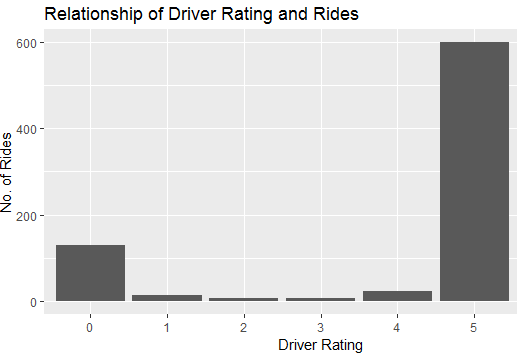 Relationship of Driver Rating and Rides
600
400
200
0
No. of Rides
0 1 2 3 4 5
Driver Rating